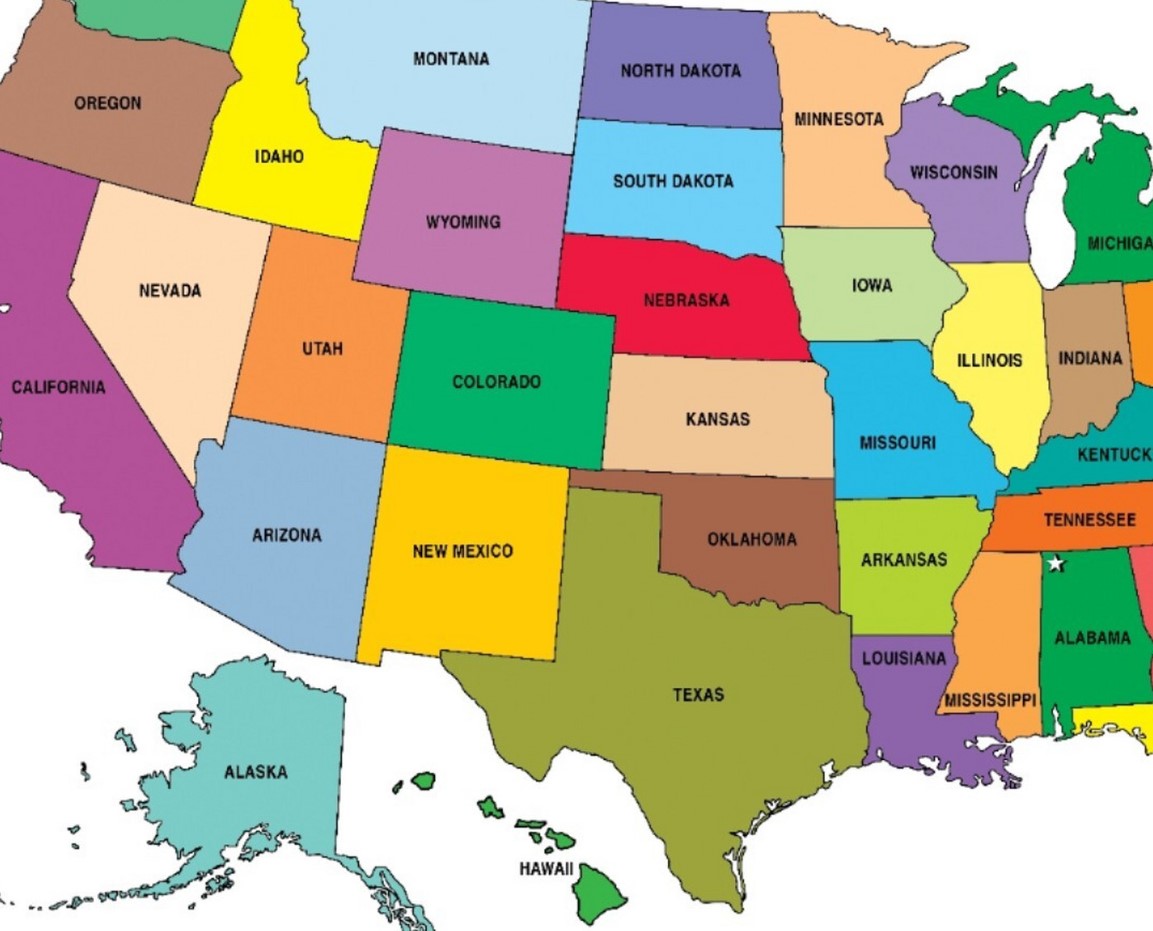 MONTANA
NORTH DAKOTA
OREGON
MINNESOTA
IDAHO
WISCONSIN
SOUTH DAKOTA
WYOMING
MICHIGA
NEVADA
IOWA
NEBRASKA
UTAH
ILLINOIS
INDIANA
COLORADO
CALIFORNIA
KANSAS
MISSOURI
KENTUCK
TENNESSEE
ARIZONA
OKLAHOMA
NEW MEXICO
ARKANSAS
ALABAMA
LOUISIANA
TEXAS
MISSISSIPPI
ALASKA
HAWAII